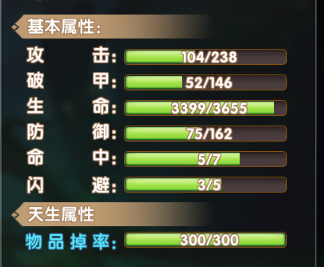 基本属性:
攻击: 104/238
破甲: 52/146
生命: 3399/3655
防御: 75/162
命中: 5/7
闪避: 3/5
天生属性
物品掉率: 300/300